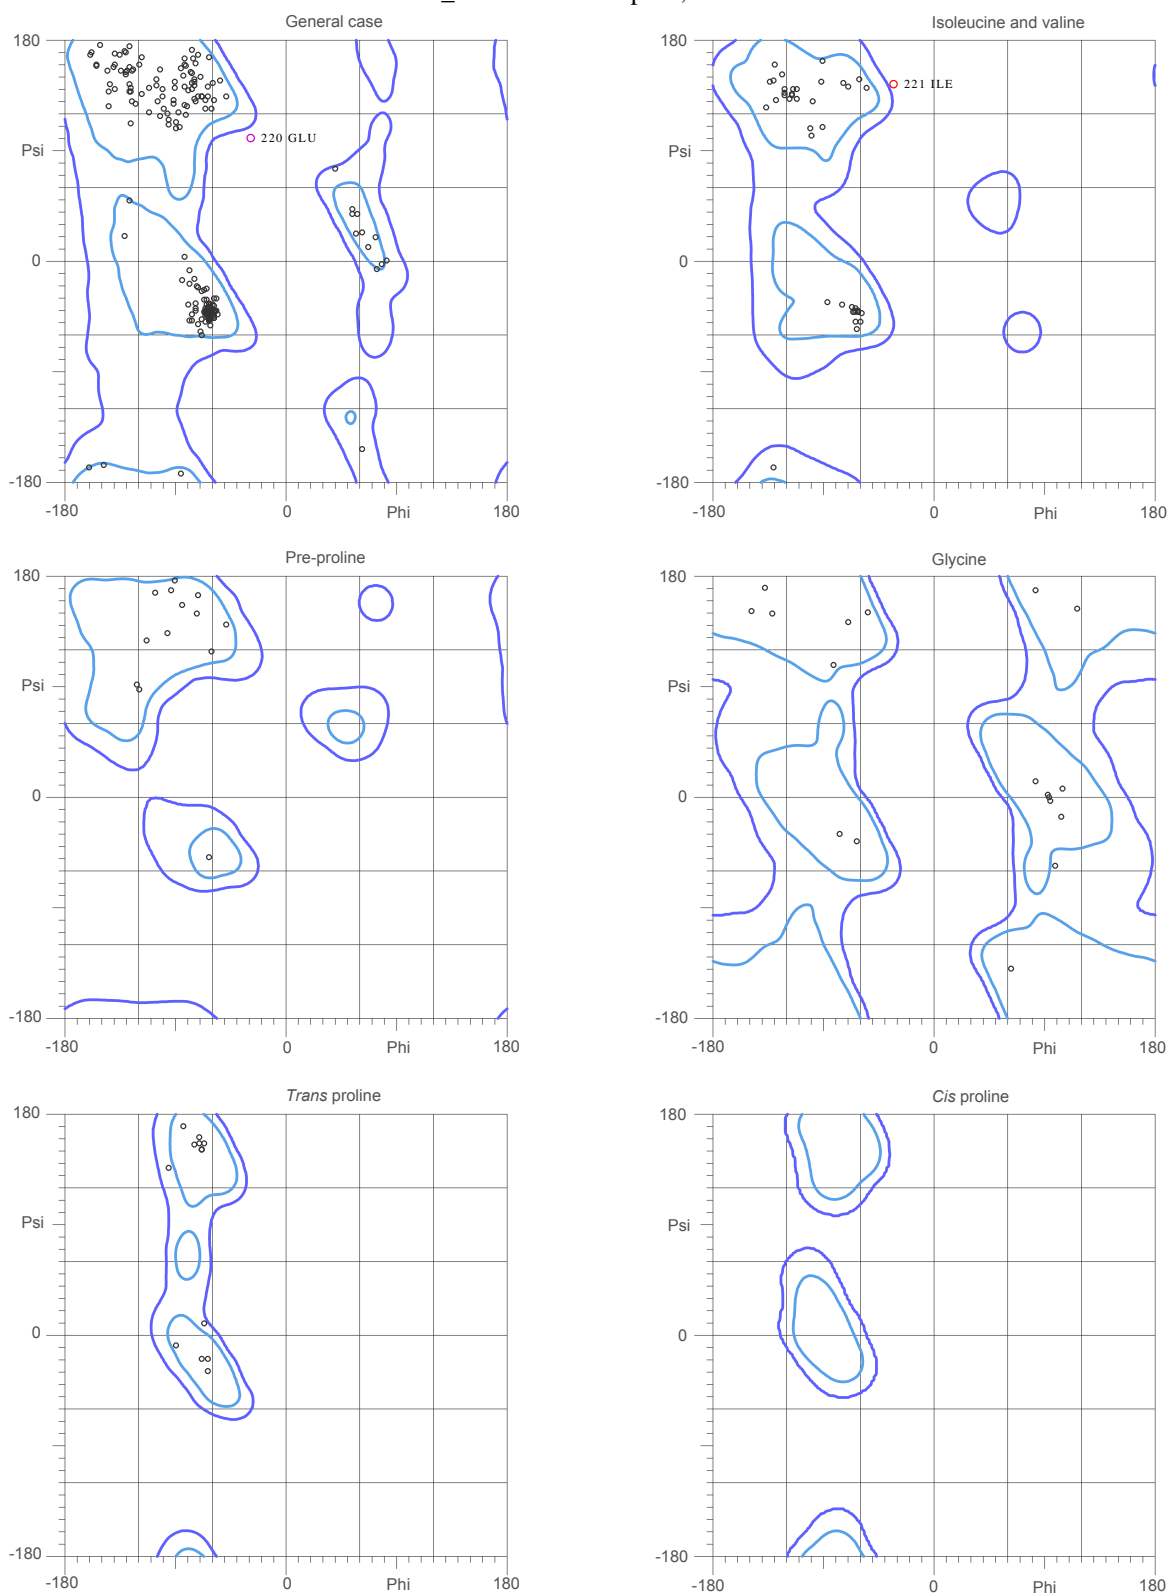 General case
180
Psi
0
-180
-180
0
Phi
180
220 GLU
Isoleucine and valine
180
Psi
0
-180
-180
0
Phi
180
221 ILE
Pre-proline
180
Psi
0
-180
-180
0
Phi
180
Glycine
180
Psi
0
-180
-180
0
Phi
180
Trans proline
180
Psi
0
-180
-180
0
Phi
180
Cis proline
180
Psi
0
-180
-180
0
Phi
180